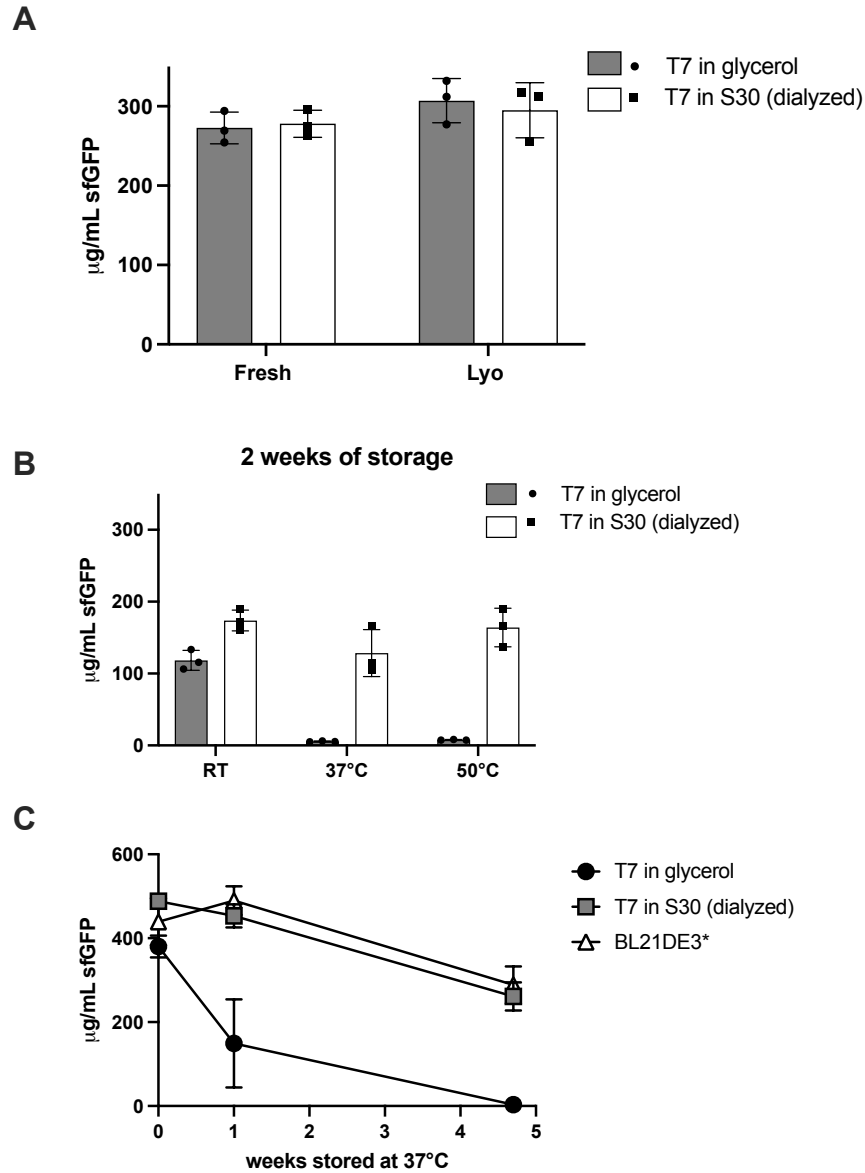 A
µg/mL sfGFP
300
200
100
0
Fresh
Lyo
T7 in glycerol
T7 in S30 (dialyzed)
B
2 weeks of storage
µg/mL sfGFP
300
200
100
0
RT
37°C
50°C
T7 in glycerol
T7 in S30 (dialyzed)
C
µg/mL sfGFP
600
400
200
0
0 1 2 3 4 5
weeks stored at 37°C
T7 in glycerol
T7 in S30 (dialyzed)
BL21DE3*